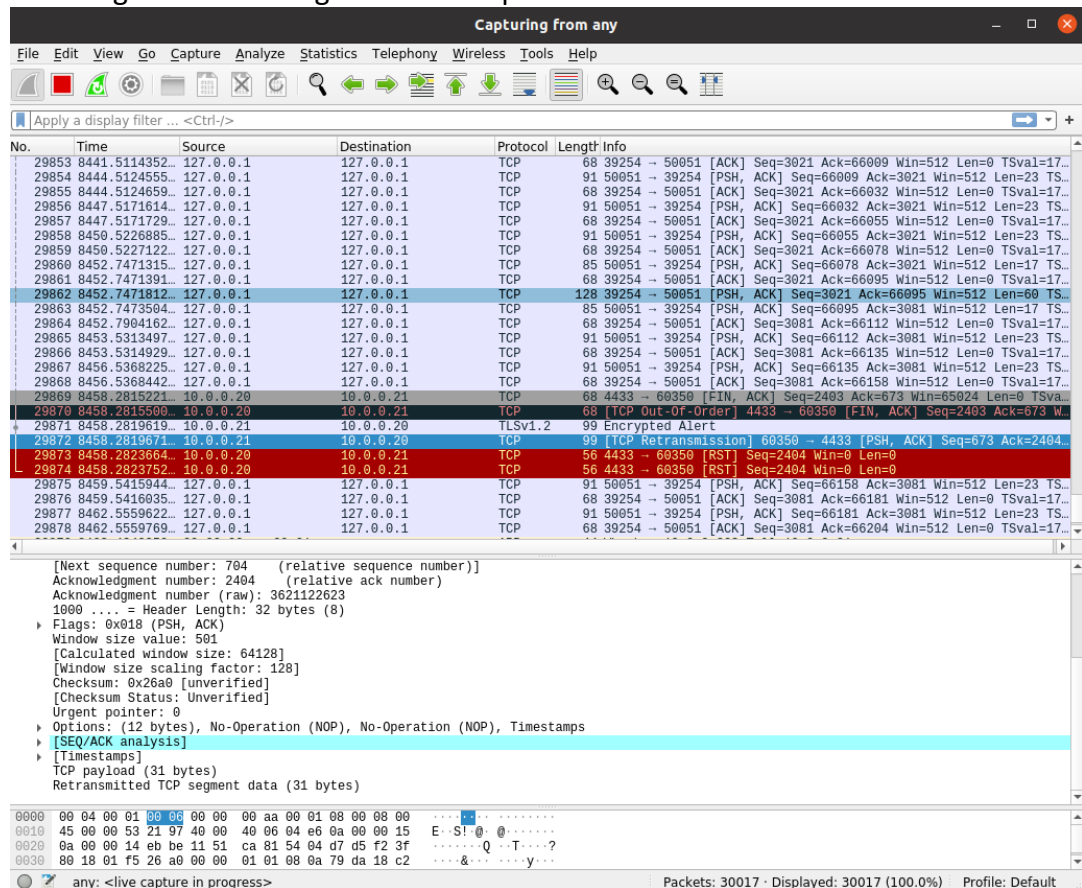 Capturing from any
File Edit View Go Capture Analyze Statistics Telephony Wireless Tools Help
Apply a display filter ... <Ctrl-/>
No. Time Source Destination Protocol Length Info
29853 8441.5114352… 127.0.0.1 127.0.0.1 TCP 68 39254 → 50051 [ACK] Seq=3021 Ack=66009 Win=512 Len=0 TSval=17…
29854 8444.5124555… 127.0.0.1 127.0.0.1 TCP 91 50051 → 39254 [PSH, ACK] Seq=66009 Ack=3021 Win=512 Len=23 TS…
29855 8444.5124659… 127.0.0.1 127.0.0.1 TCP 68 39254 → 50051 [ACK] Seq=3021 Ack=66032 Win=512 Len=0 TSval=17…
29856 8447.5171614… 127.0.0.1 127.0.0.1 TCP 91 50051 → 39254 [PSH, ACK] Seq=66032 Ack=3021 Win=512 Len=23 TS…
29857 8447.5171729… 127.0.0.1 127.0.0.1 TCP 68 39254 → 50051 [ACK] Seq=3021 Ack=66055 Win=512 Len=0 TSval=17…
29858 8450.5226885… 127.0.0.1 127.0.0.1 TCP 91 50051 → 39254 [PSH, ACK] Seq=66055 Ack=3021 Win=512 Len=23 TS…
29859 8450.5227122… 127.0.0.1 127.0.0.1 TCP 68 39254 → 50051 [ACK] Seq=3021 Ack=66078 Win=512 Len=0 TSval=17…
29860 8452.7471315… 127.0.0.1 127.0.0.1 TCP 85 50051 → 39254 [PSH, ACK] Seq=66078 Ack=3021 Win=512 Len=17 TS…
29861 8452.7471391… 127.0.0.1 127.0.0.1 TCP 68 39254 → 50051 [ACK] Seq=3021 Ack=66095 Win=512 Len=0 TSval=17…
29862 8452.7471812… 127.0.0.1 127.0.0.1 TCP 128 39254 → 50051 [PSH, ACK] Seq=3021 Ack=66095 Win=512 Len=60 TS…
29863 8452.7473504… 127.0.0.1 127.0.0.1 TCP 85 50051 → 39254 [PSH, ACK] Seq=66095 Ack=3081 Win=512 Len=17 TS…
29864 8452.7904162… 127.0.0.1 127.0.0.1 TCP 68 39254 → 50051 [ACK] Seq=3081 Ack=66112 Win=512 Len=0 TSval=17…
29865 8453.5313497… 127.0.0.1 127.0.0.1 TCP 91 50051 → 39254 [PSH, ACK] Seq=66112 Ack=3081 Win=512 Len=23 TS…
29866 8453.5314929… 127.0.0.1 127.0.0.1 TCP 68 39254 → 50051 [ACK] Seq=3081 Ack=66135 Win=512 Len=0 TSval=17…
29867 8456.5368225… 127.0.0.1 127.0.0.1 TCP 91 50051 → 39254 [PSH, ACK] Seq=66135 Ack=3081 Win=512 Len=23 TS…
29868 8456.5368442… 127.0.0.1 127.0.0.1 TCP 68 39254 → 50051 [ACK] Seq=3081 Ack=66158 Win=512 Len=0 TSval=17…
29869 8458.2815221… 10.0.0.20 10.0.0.21 TCP 68 4433 → 60350 [FIN, ACK] Seq=2403 Ack=673 Win=65024 Len=0 TSva…
29870 8458.2815500… 10.0.0.20 10.0.0.21 TCP 68 [TCP Out-Of-Order] 4433 → 60350 [FIN, ACK] Seq=2403 Ack=673 W…
29871 8458.2819619… 10.0.0.21 10.0.0.20 TLSv1.2 99 Encrypted Alert
29872 8458.2819671… 10.0.0.21 10.0.0.20 TCP 99 [TCP Retransmission] 60350 → 4433 [PSH, ACK] Seq=673 Ack=2404…
29873 8458.2823664… 10.0.0.20 10.0.0.21 TCP 56 4433 → 60350 [RST] Seq=2404 Win=0 Len=0
29874 8458.2823752… 10.0.0.20 10.0.0.21 TCP 56 4433 → 60350 [RST] Seq=2404 Win=0 Len=0
29875 8459.5415944… 127.0.0.1 127.0.0.1 TCP 91 50051 → 39254 [PSH, ACK] Seq=66158 Ack=3081 Win=512 Len=23 TS…
29876 8459.5416035… 127.0.0.1 127.0.0.1 TCP 68 39254 → 50051 [ACK] Seq=3081 Ack=66181 Win=512 Len=0 TSval=17…
29877 8462.5559622… 127.0.0.1 127.0.0.1 TCP 91 50051 → 39254 [PSH, ACK] Seq=66181 Ack=3081 Win=512 Len=23 TS…
29878 8462.5559769… 127.0.0.1 127.0.0.1 TCP 68 39254 → 50051 [ACK] Seq=3081 Ack=66204 Win=512 Len=0 TSval=17…
[Next sequence number: 704 (relative sequence number)]
Acknowledgment number: 2404 (relative ack number)
Acknowledgment number (raw): 3621122623
1000 .... = Header Length: 32 bytes (8)
Flags: 0x018 (PSH, ACK)
Window size value: 501
[Calculated window size: 64128]
[Window size scaling factor: 128]
Checksum: 0x26a0 [unverified]
[Checksum Status: Unverified]
Urgent pointer: 0
Options: (12 bytes), No-Operation (NOP), No-Operation (NOP), Timestamps
[SEQ/ACK analysis]
[Timestamps]
TCP payload (31 bytes)
Retransmitted TCP segment data (31 bytes)
0000 00 04 00 01 00 06 00 00 00 aa 00 01 08 00 08 00 ········ ········
0010 45 00 00 53 21 97 40 00 40 06 04 e6 0a 00 00 15 E··S!·@· @·······
0020 0a 00 00 14 eb be 11 51 ca 81 54 04 d7 d5 f2 3f ·······Q ··T····?
0030 80 18 01 f5 26 a0 00 00 01 01 08 0a 79 da 18 c2 ····&··· ····y···
any: <live capture in progress> Packets: 30017 · Displayed: 30017 (100.0%) Profile: Default